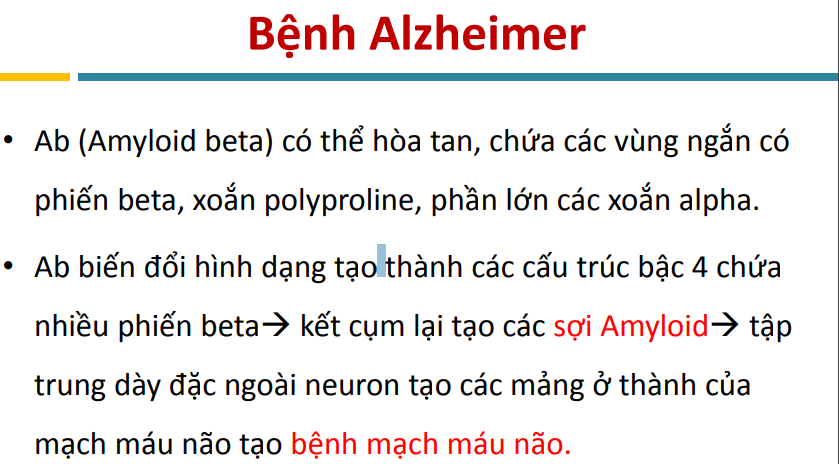 Bệnh Alzheimer
• Ab (Amyloid beta) có thể hòa tan, chứa các vùng ngắn có
phiến beta, xoắn polyproline, phần lớn các xoắn alpha.
• Ab biến đổi hình dạng tạo thành các cấu trúc bậc 4 chứa
nhiều phiến beta→ kết cụm lại tạo các sợi Amyloid→ tập
trung dày đặc ngoài neuron tạo các mảng ở thành của
mạch máu não tạo bệnh mạch máu não.